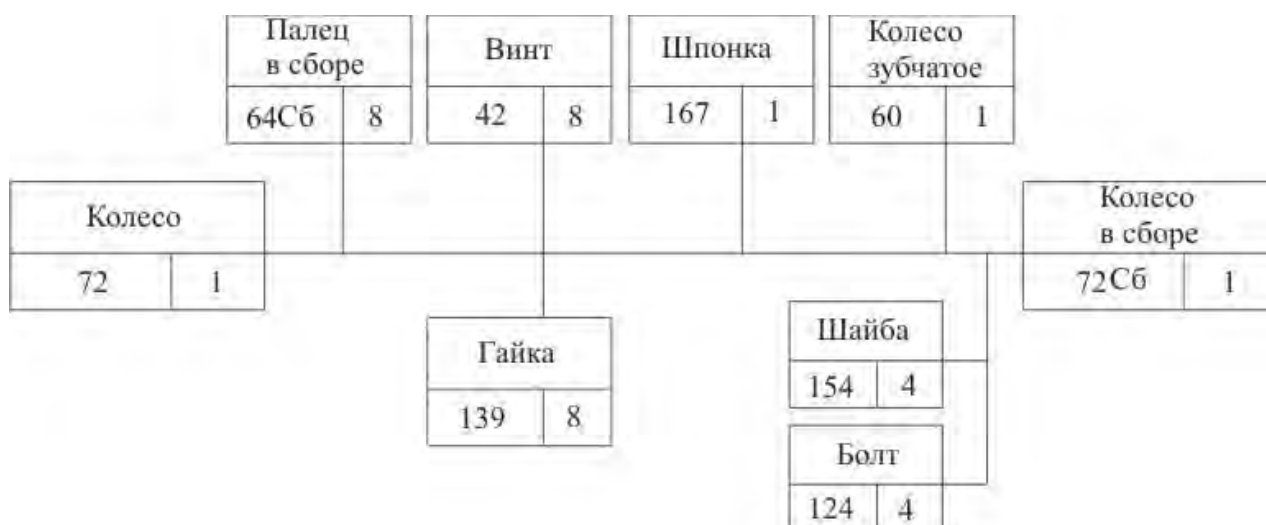 Палец
в сборе
64Сб 8
Винт
42 8
Шпонка
167 1
Колесо
зубчатое
60 1
Колесо
72 1
Колесо
в сборе
72Сб 1
Гайка
139 8
Шайба
154 4
Болт
124 4